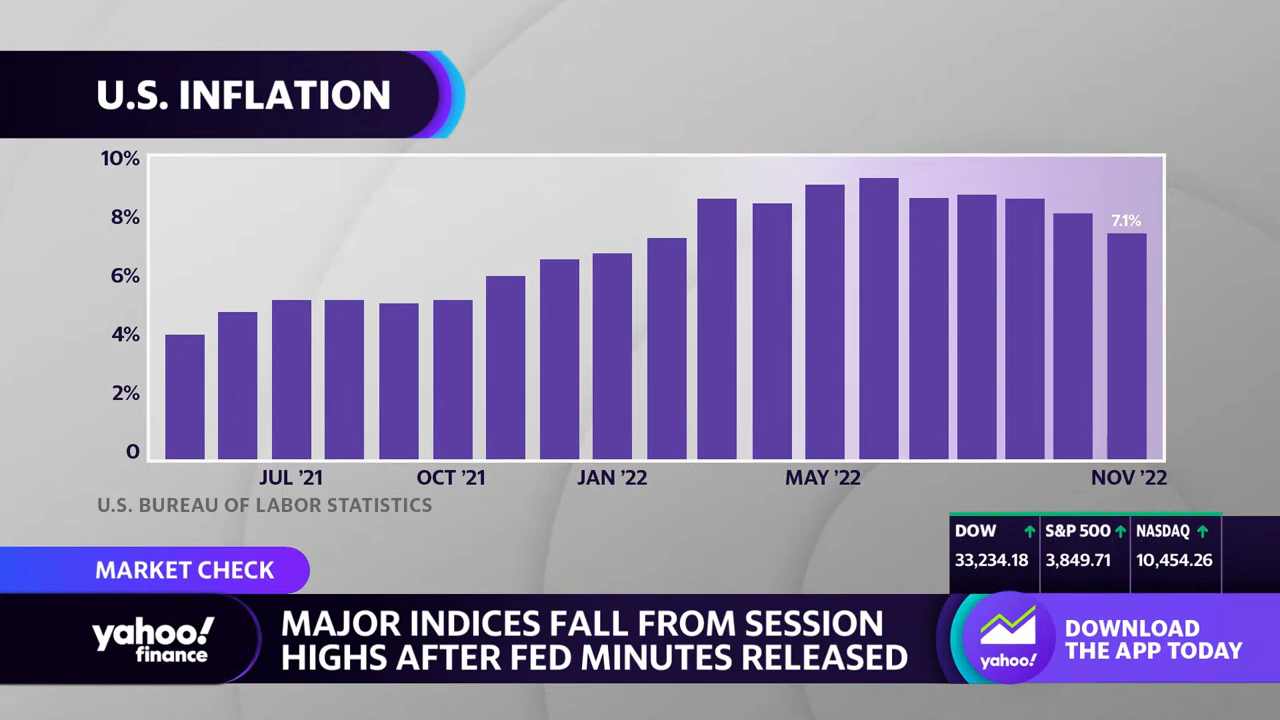 U.S. INFLATION
10%
8%
6%
4%
2%
0
7.1%
JUL ’21
OCT ’21
JAN ’22
MAY ’22
NOV ’22
U.S. BUREAU OF LABOR STATISTICS
DOW
S&P 500
NASDAQ
33,234.18
3,849.71
10,454.26
MARKET CHECK
yahoo!
finance
MAJOR INDICES FALL FROM SESSION
HIGHS AFTER FED MINUTES RELEASED
yahoo!
DOWNLOAD
THE APP TODAY